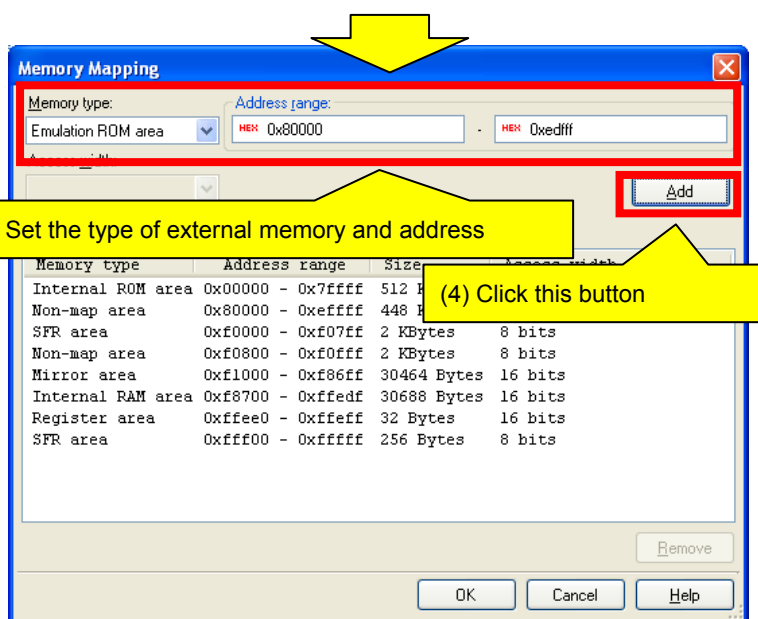 Memory Mapping
Memory type:
Address range:
Emulation ROM area
HEX 0x80000
-
HEX 0xedfff
Add
Set the type of external memory and address
Memory type Address range Size
(4) Click this button
Internal ROM area 0x00000 - 0x7ffff 512
Non-map area 0x80000 - 0xeffff 448
SFR area 0xf0000 - 0xf07ff 2 KBytes 8 bits
Non-map area 0xf0800 - 0xf0fff 2 KBytes 8 bits
Mirror area 0xf1000 - 0xf86ff 30464 Bytes 16 bits
Internal RAM area 0xf8700 - 0xffedf 30688 Bytes 16 bits
Register area 0xffee0 - 0xffeff 32 Bytes 16 bits
SFR area 0xfff00 - 0xfffff 256 Bytes 8 bits
Remove
OK
Cancel
Help